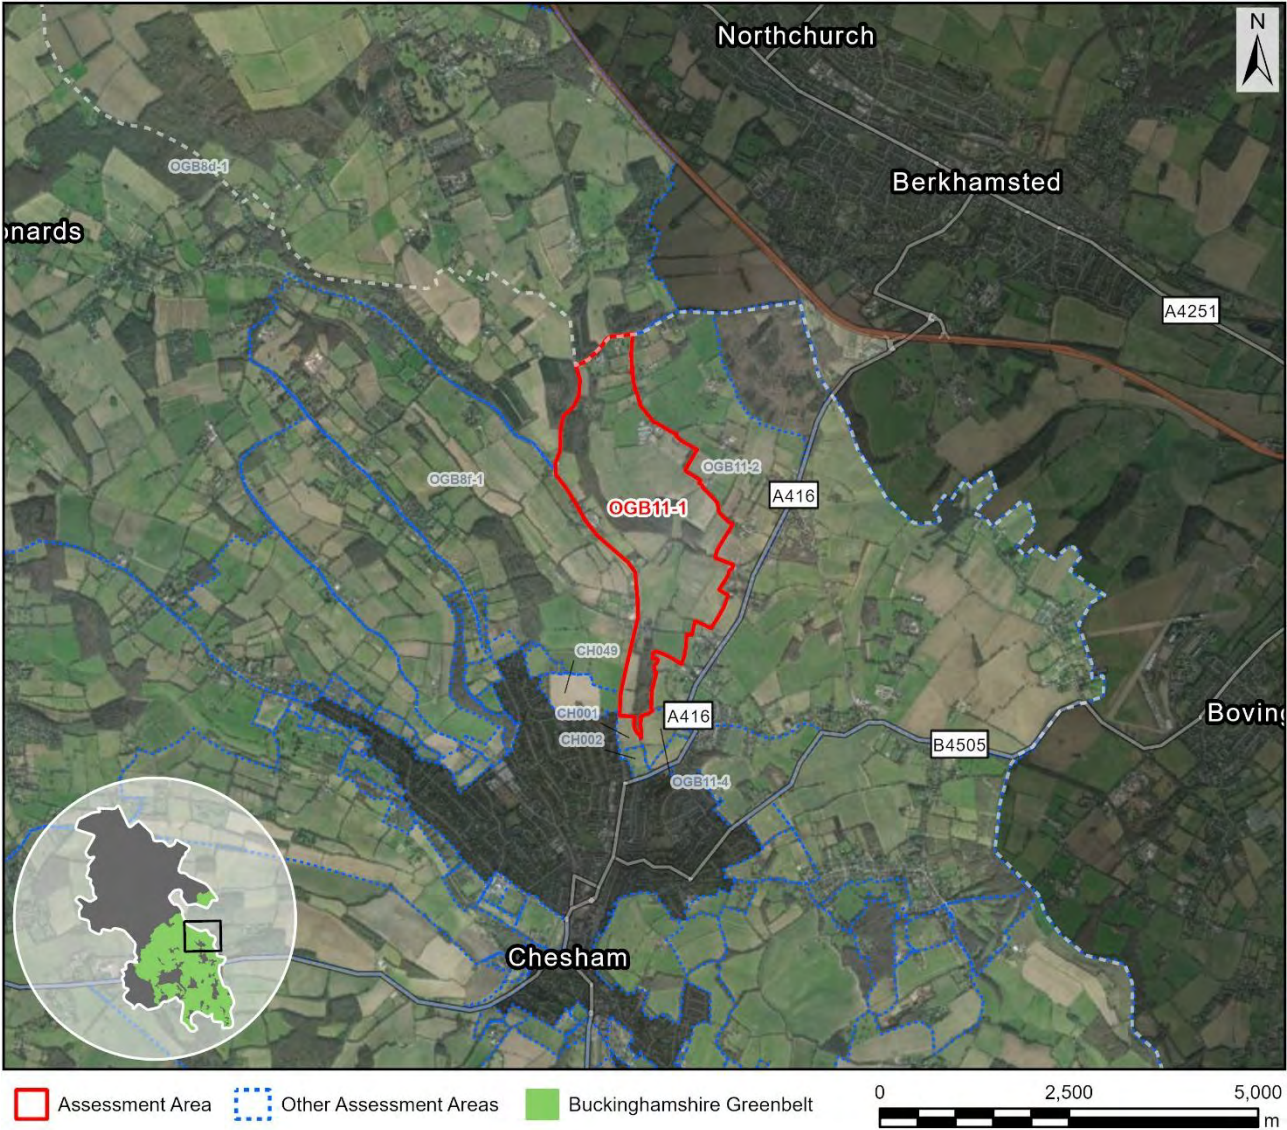 Northchurch
N
OGB8d-1
Berkhamsted
onards
A4251
OGB11-2
OGB8f-1
A416
OGB11-1
CH049
CH001
A416
Boving
CH002
B4505
OGB11-4
Chesham
Assessment Area
Other Assessment Areas
Buckinghamshire Greenbelt
0 2,500 5,000
m